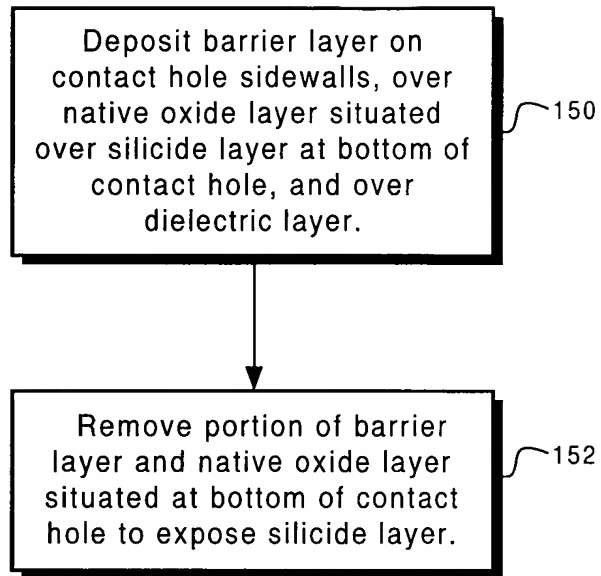 Deposit barrier layer on
contact hole sidewalls, over
native oxide layer situated
over silicide layer at bottom of
contact hole, and over
dielectric layer.
150
Remove portion of barrier
layer and native oxide layer
situated at bottom of contact
hole to expose silicide layer.
152